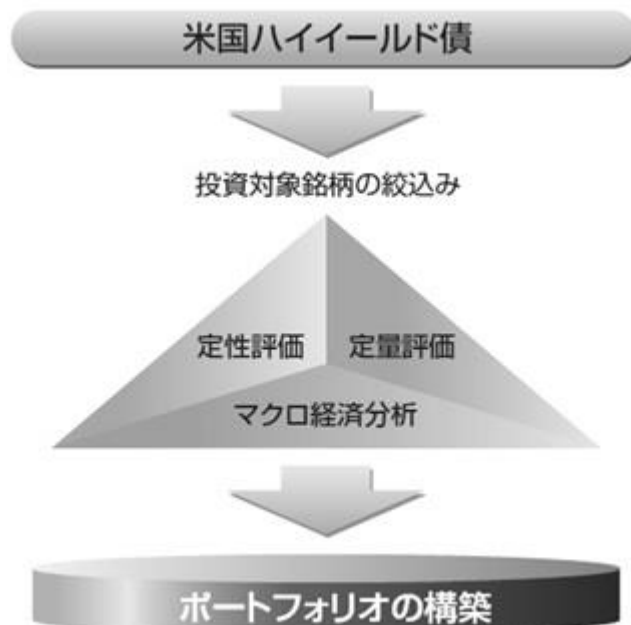 米国ハイイールド債
投資対象銘柄の絞込み
定性評価 定量評価
マクロ経済分析
ポートフォリオの構築